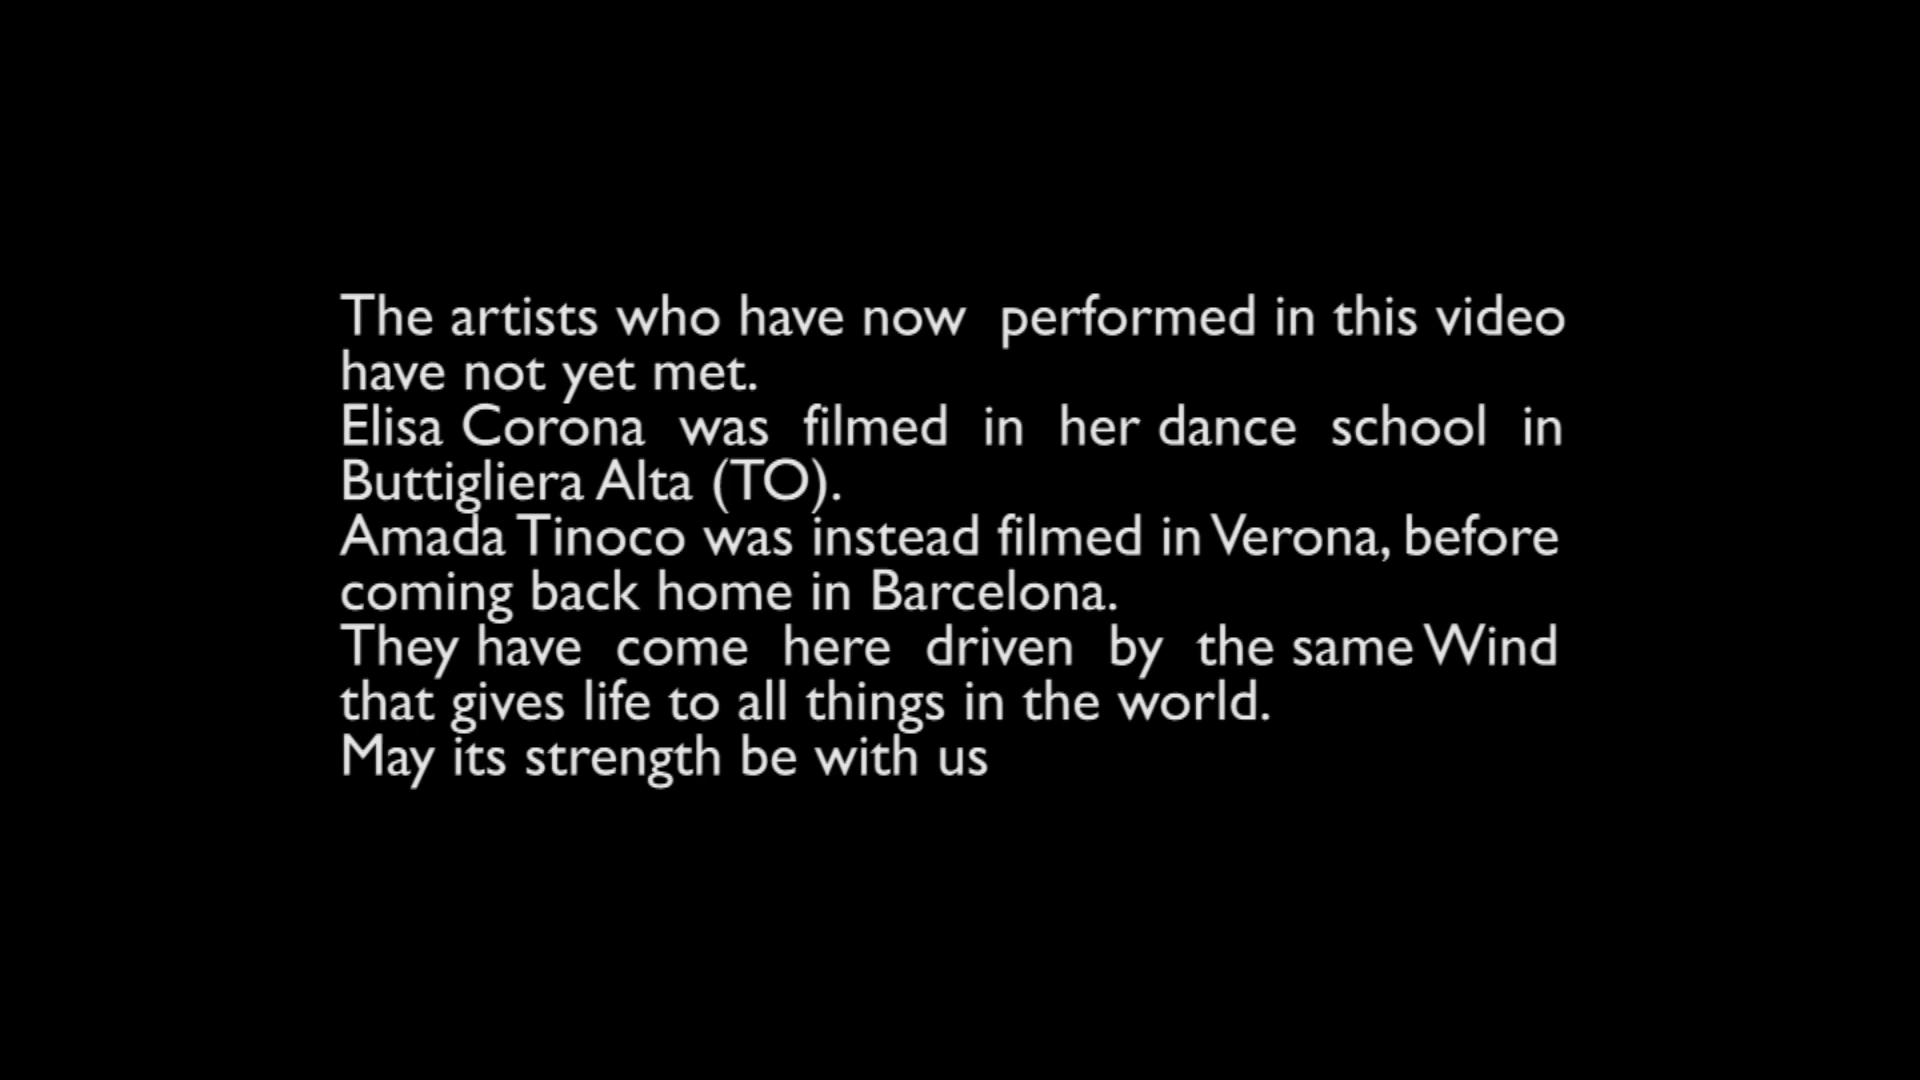 The artists who have now performed in this video
have not yet met.
Elisa Corona was filmed in her dance school in
Buttigliera Alta (TO).
Amada Tinoco was instead filmed in Verona, before
coming back home in Barcelona.
They have come here driven by the same Wind
that gives life to all things in the world.
May its strength be with us